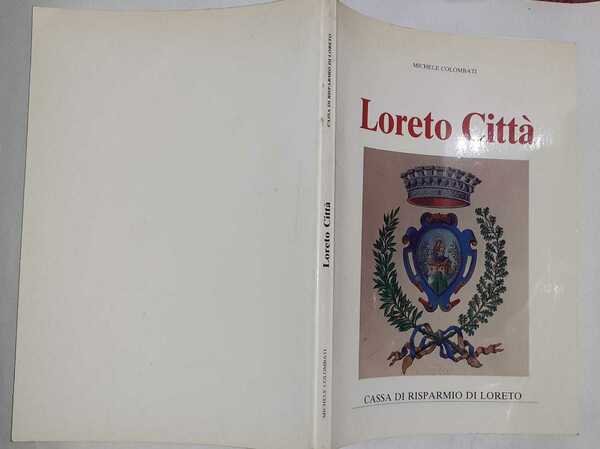 MICHELE COLOMBATI
Loreto Città
CASSA DI RISPARMIO DI LORETO
CASSA DI RISPARMIO DI LORETO
Loreto Città
MICHELE COLOMBATI